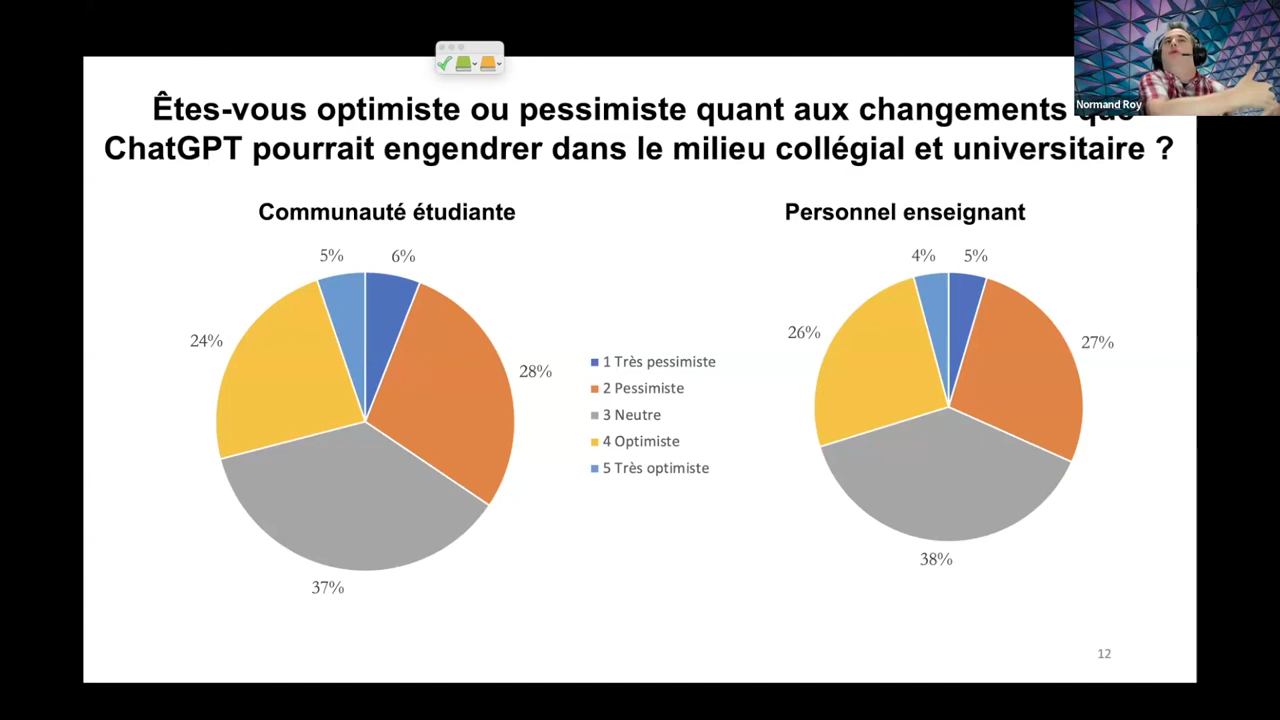 Êtes-vous optimiste ou pessimiste quant aux changements que
ChatGPT pourrait engendrer dans le milieu collégial et universitaire ?
Normand Roy
Communauté étudiante
5%
6%
24%
28%
37%
1 Très pessimiste
2 Pessimiste
3 Neutre
4 Optimiste
5 Très optimiste
Personnel enseignant
4%
5%
26%
27%
38%
12